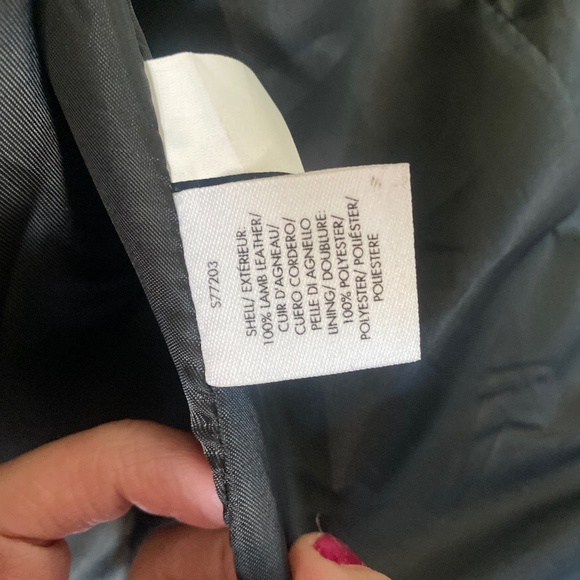 S77203
SHELL/ EXTÉRIEUR:
100% LAMB LEATHER/
CUIR D'AGNEAU/
CUERO CORDERO/
PELLE DI AGNELLO
LINING/ DOUBLURE:
100% POLYESTER/
POLYESTER/ POLIÉSTER/
POLIESTERE